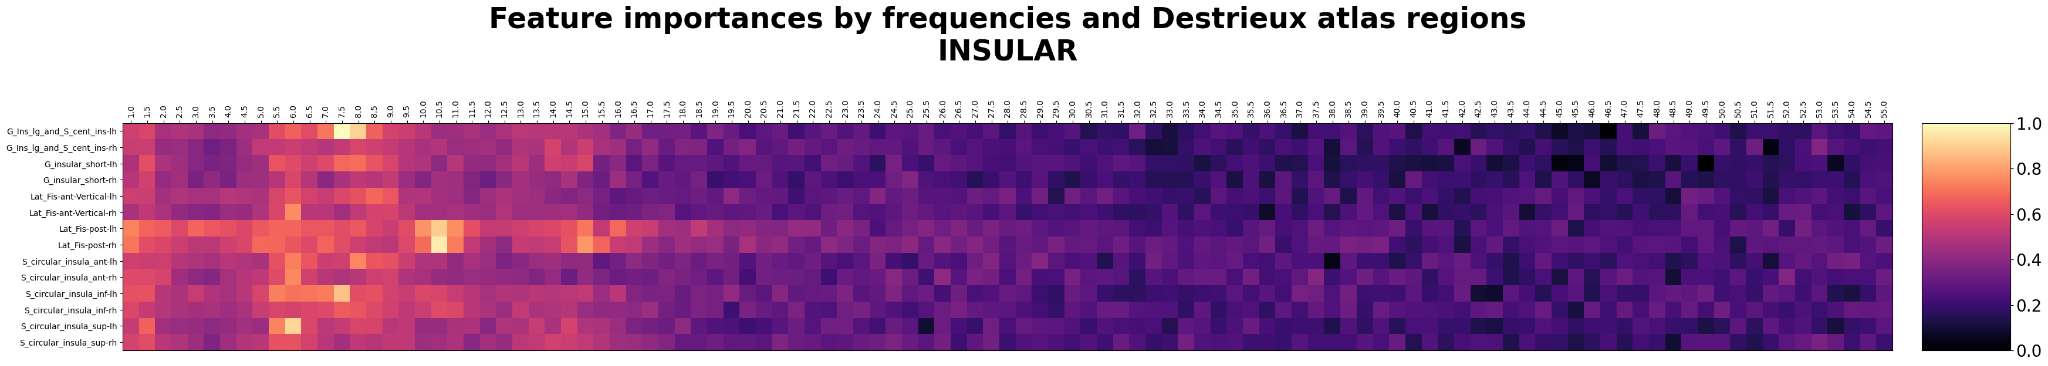 Feature importances by frequencies and Destrieux atlas regions
INSULAR
1.0 1.5 2.0 2.5 3.0 3.5 4.0 4.5 5.0 5.5 6.0 6.5 7.0 7.5 8.0 8.5 9.0 9.5 10.0 10.5 11.0 11.5 12.0 12.5 13.0 13.5 14.0 14.5 15.0 15.5 16.0 16.5 17.0 17.5 18.0 18.5 19.0 19.5 20.0 20.5 21.0 21.5 22.0 22.5 23.0 23.5 24.0 24.5 25.0 25.5 26.0 26.5 27.0 27.5 28.0 28.5 29.0 29.5 30.0 30.5 31.0 31.5 32.0 32.5 33.0 33.5 34.0 34.5 35.0 35.5 36.0 36.5 37.0 37.5 38.0 38.5 39.0 39.5 40.0 40.5 41.0 41.5 42.0 42.5 43.0 43.5 44.0 44.5 45.0 45.5 46.0 46.5 47.0 47.5 48.0 48.5 49.0 49.5 50.0 50.5 51.0 51.5 52.0 52.5 53.0 53.5 54.0 54.5 55.0
G_Ins_lg_and_S_cent_ins-lh
G_Ins_lg_and_S_cent_ins-rh
G_insular_short-lh
G_insular_short-rh
Lat_Fis-ant-Vertical-lh
Lat_Fis-ant-Vertical-rh
Lat_Fis-post-lh
Lat_Fis-post-rh
S_circular_insula_ant-lh
S_circular_insula_ant-rh
S_circular_insula_inf-lh
S_circular_insula_inf-rh
S_circular_insula_sup-lh
S_circular_insula_sup-rh
1.0
0.8
0.6
0.4
0.2
0.0